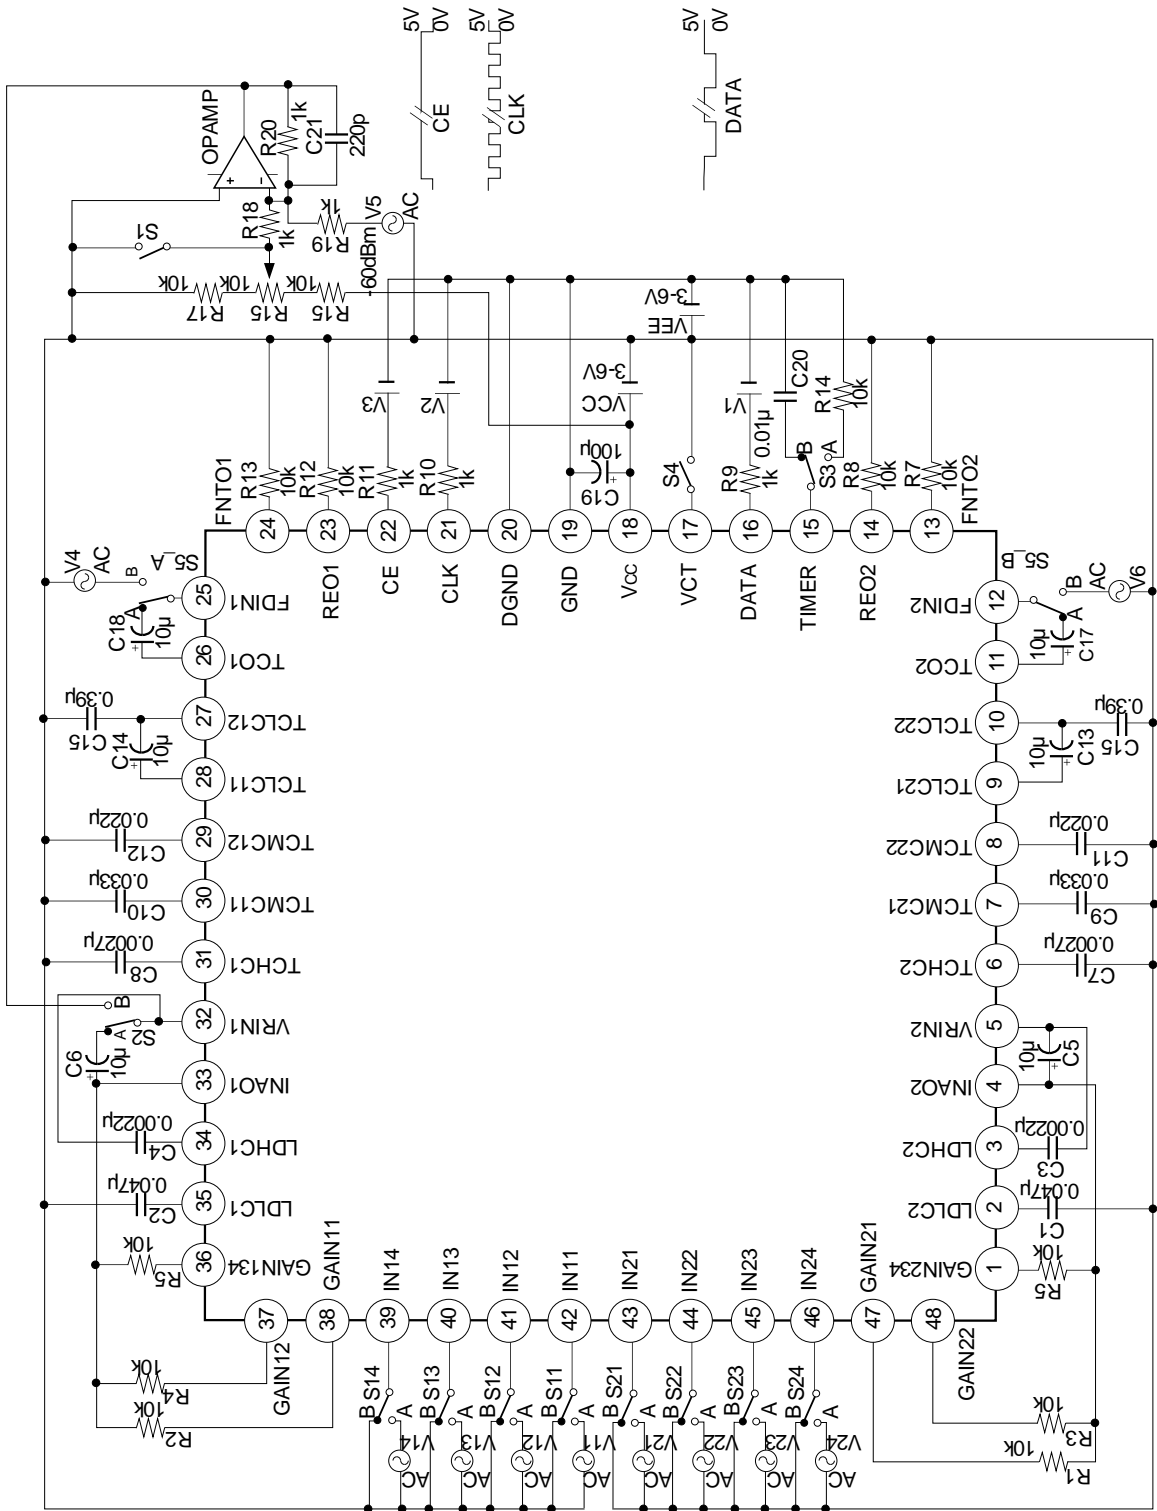 5V
0V
CE
5V
0V
CLK
5V
0V
DATA
OPAMP
+
-
R20
1k
C21
220p
R18
1k
R19
1k
V5
AC
-60dBm
S1
10k
R17
10k
R15
10k
R15
V3
V2
3-6V
VEE
3-6V
VCC
V1
C20
0.01µ
R14
10k
B
A
S3
S4
100µ
C19
+
R13
10k
R12
10k
R11
1k
R10
1k
R9
1k
R8
10k
R7
10k
FNTO1
24
REO1
23
CE
22
CLK
21
DGND
20
GND
19
Vcc
18
VCT
17
DATA
16
TIMER
15
REO2
14
FNTO2
13
V4
AC
B
S5_A
A
C18
10µ
+
25
FDIN1
26
TCO1
27
TCLC12
0.39µ
C15
C14
10µ
+
28
TCLC11
29
TCMC12
0.022µ
C12
30
TCMC11
0.033µ
C10
31
TCHC1
0.0027µ
C8
32
VRIN1
B
A
S2
C6
10µ
+
33
INAO1
34
LDHC1
0.0022µ
C4
35
LDLC1
0.047µ
C2
36
GAIN134
10k
R5
S5_B
12
FDIN2
B
A
AC
V6
10µ
C17
+
11
TCO2
10
TCLC22
0.39µ
C15
10µ
C13
+
9
TCLC21
8
TCMC22
0.022µ
C11
7
TCMC21
0.033µ
C9
6
TCHC2
0.0027µ
C7
5
VRIN2
10µ
C5
+
4
INAO2
3
LDHC2
0.0022µ
C3
2
LDLC2
0.047µ
C1
1
GAIN234
10k
R5
37
GAIN12
10k
R4
38
GAIN11
10k
R2
39
IN14
B
S14
A
V14
AC
40
IN13
B
S13
A
V13
AC
41
IN12
B
S12
A
V12
AC
42
IN11
B
S11
A
V11
AC
43
IN21
B
S21
A
V21
AC
44
IN22
B
S22
A
V22
AC
45
IN23
B
S23
A
V23
AC
46
IN24
B
S24
A
V24
AC
47
GAIN21
48
GAIN22
10k
R3
10k
R1